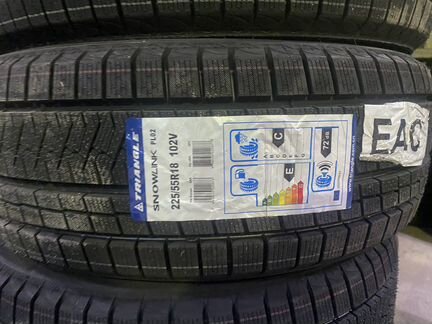 TRIANGLE
SNOWLINK PL02
225/55R18 102V
C
E
72 dB
EAC